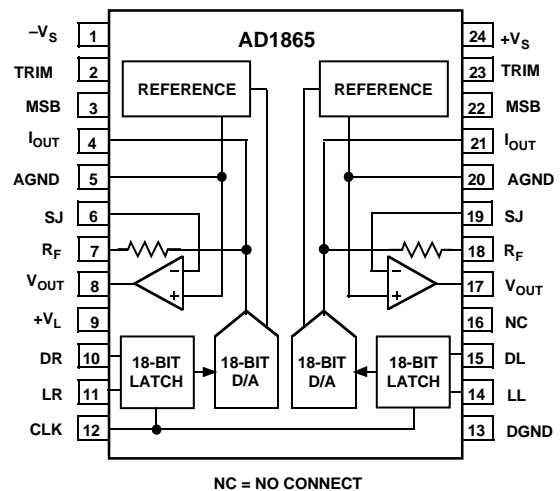 AD1865
–VS 1
TRIM 2
MSB 3
IOUT 4
AGND 5
SJ 6
RF 7
VOUT 8
+VL 9
DR 10
LR 11
CLK 12
24 +VS
23 TRIM
22 MSB
21 IOUT
20 AGND
19 SJ
18 RF
17 VOUT
16 NC
15 DL
14 LL
13 DGND
REFERENCE
REFERENCE
–
+
–
+
18-BIT
LATCH
18-BIT
D/A
18-BIT
D/A
18-BIT
LATCH
NC = NO CONNECT